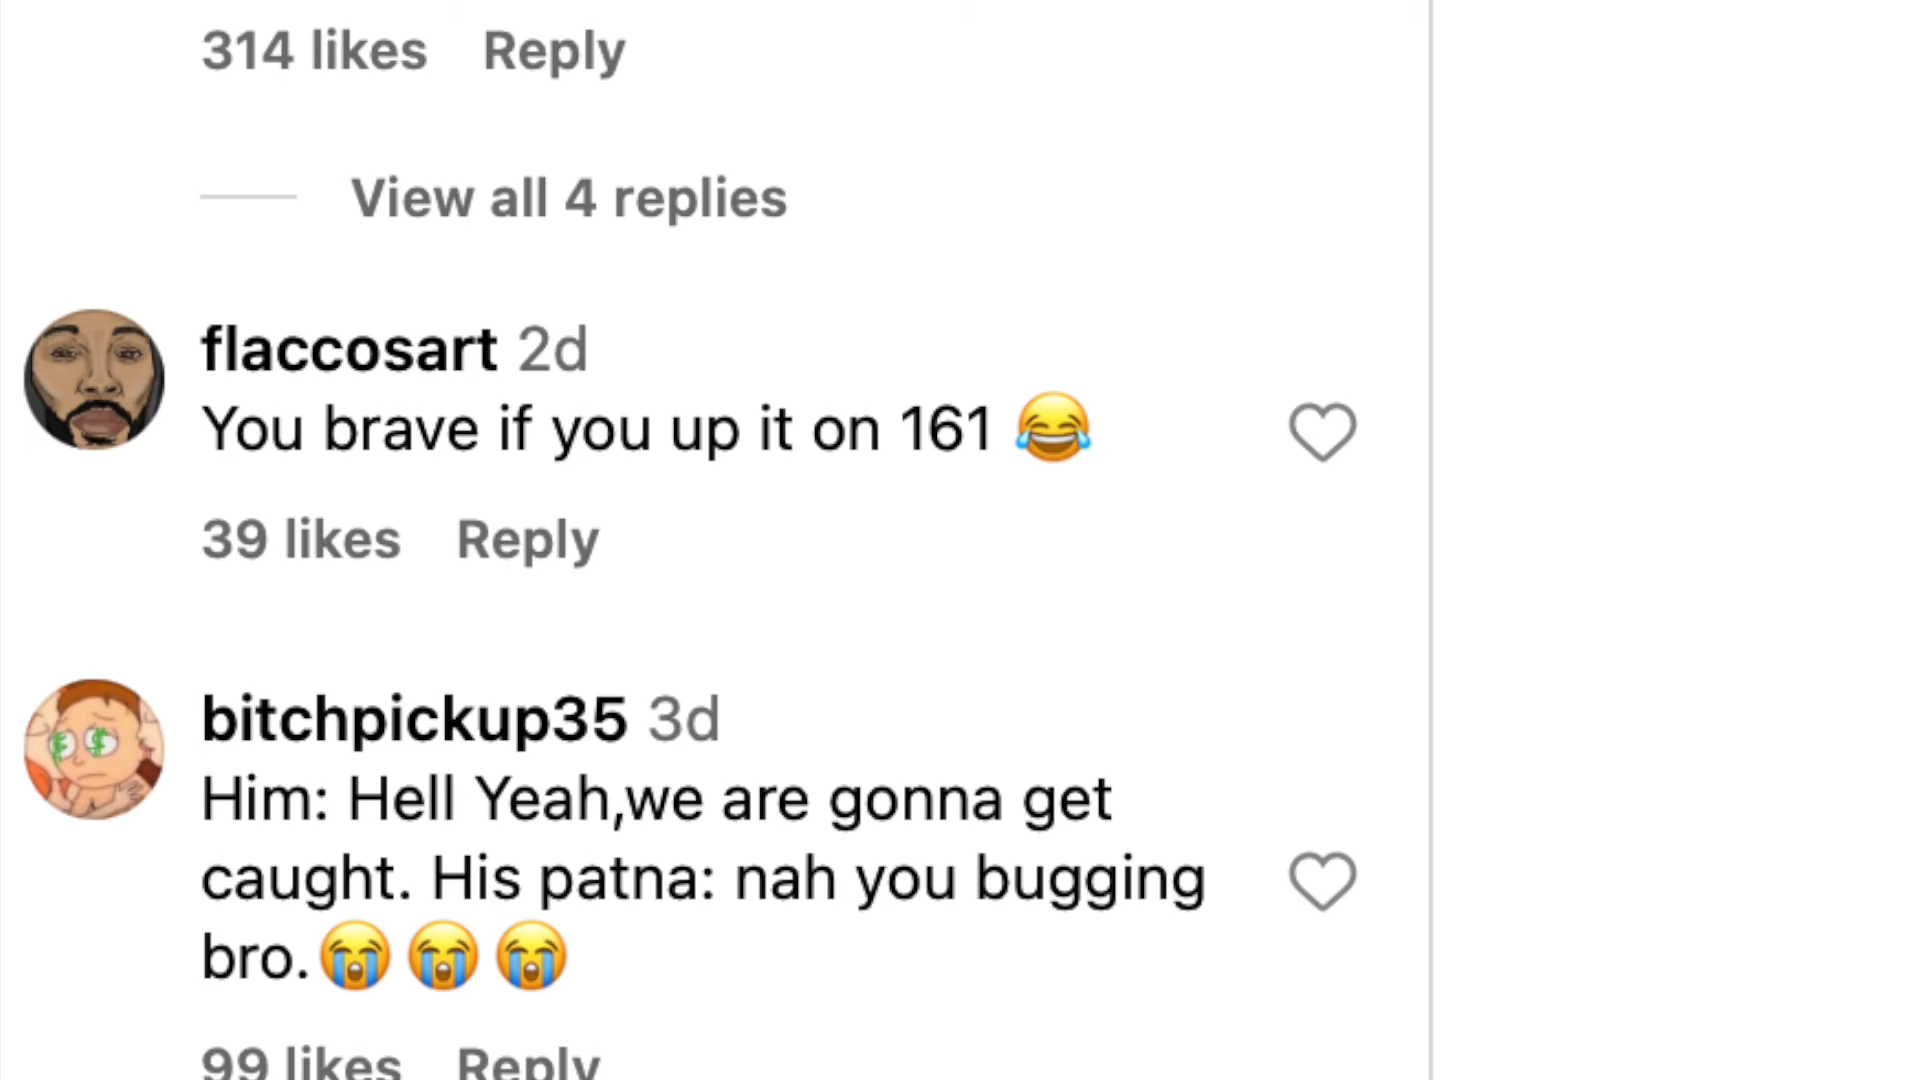 314 likes Reply
View all 4 replies
flaccosart 2d
You brave if you up it on 161 😂
39 likes Reply
bitchpickup35 3d
Him: Hell Yeah,we are gonna get
caught. His patna: nah you bugging
bro.😭😭😭
99 likes Reply